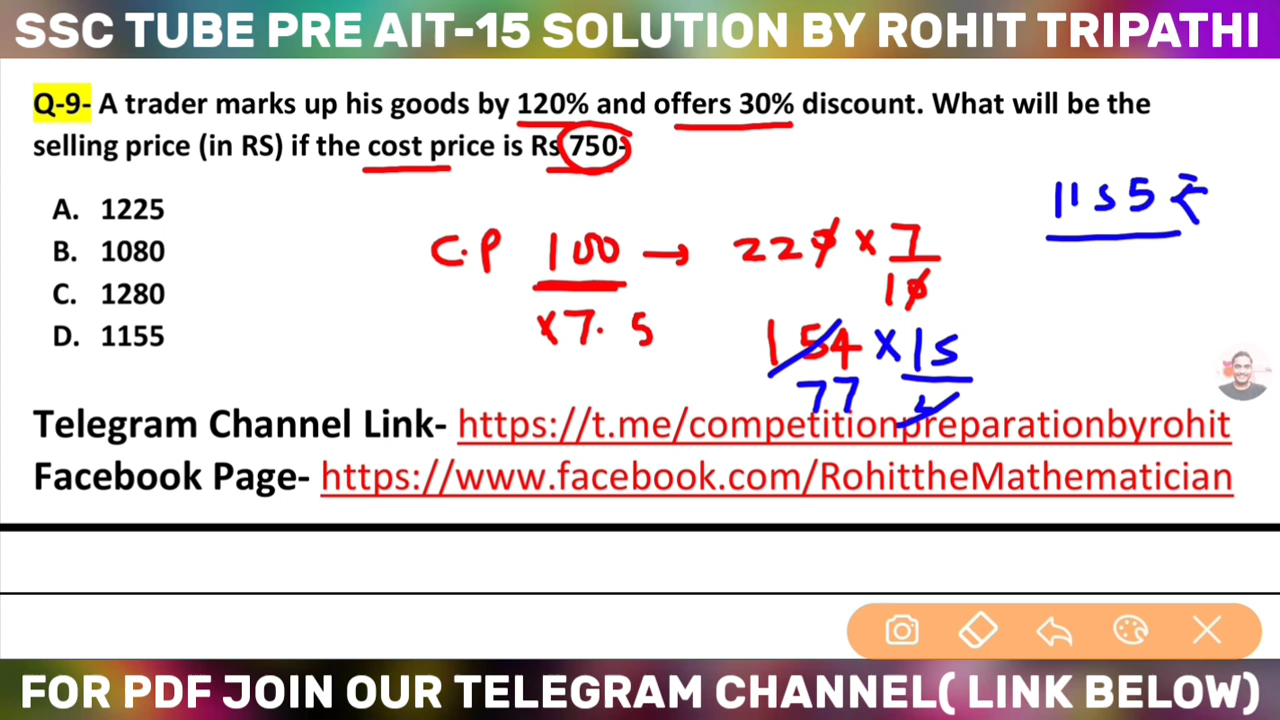 SSC TUBE PRE AIT-15 SOLUTION BY ROHIT TRIPATHI
Q-9- A trader marks up his goods by 120% and offers 30% discount. What will be the
selling price (in RS) if the cost price is Rs 750-
A. 1225
B. 1080
C. 1280
D. 1155
1155 ₹
C.P 100 → 220 × 7/10
×7.5
154 × 15/2
77
Telegram Channel Link- https://t.me/competitionpreparationbyrohit
Facebook Page- https://www.facebook.com/RohittheMathematician
FOR PDF JOIN OUR TELEGRAM CHANNEL( LINK BELOW)